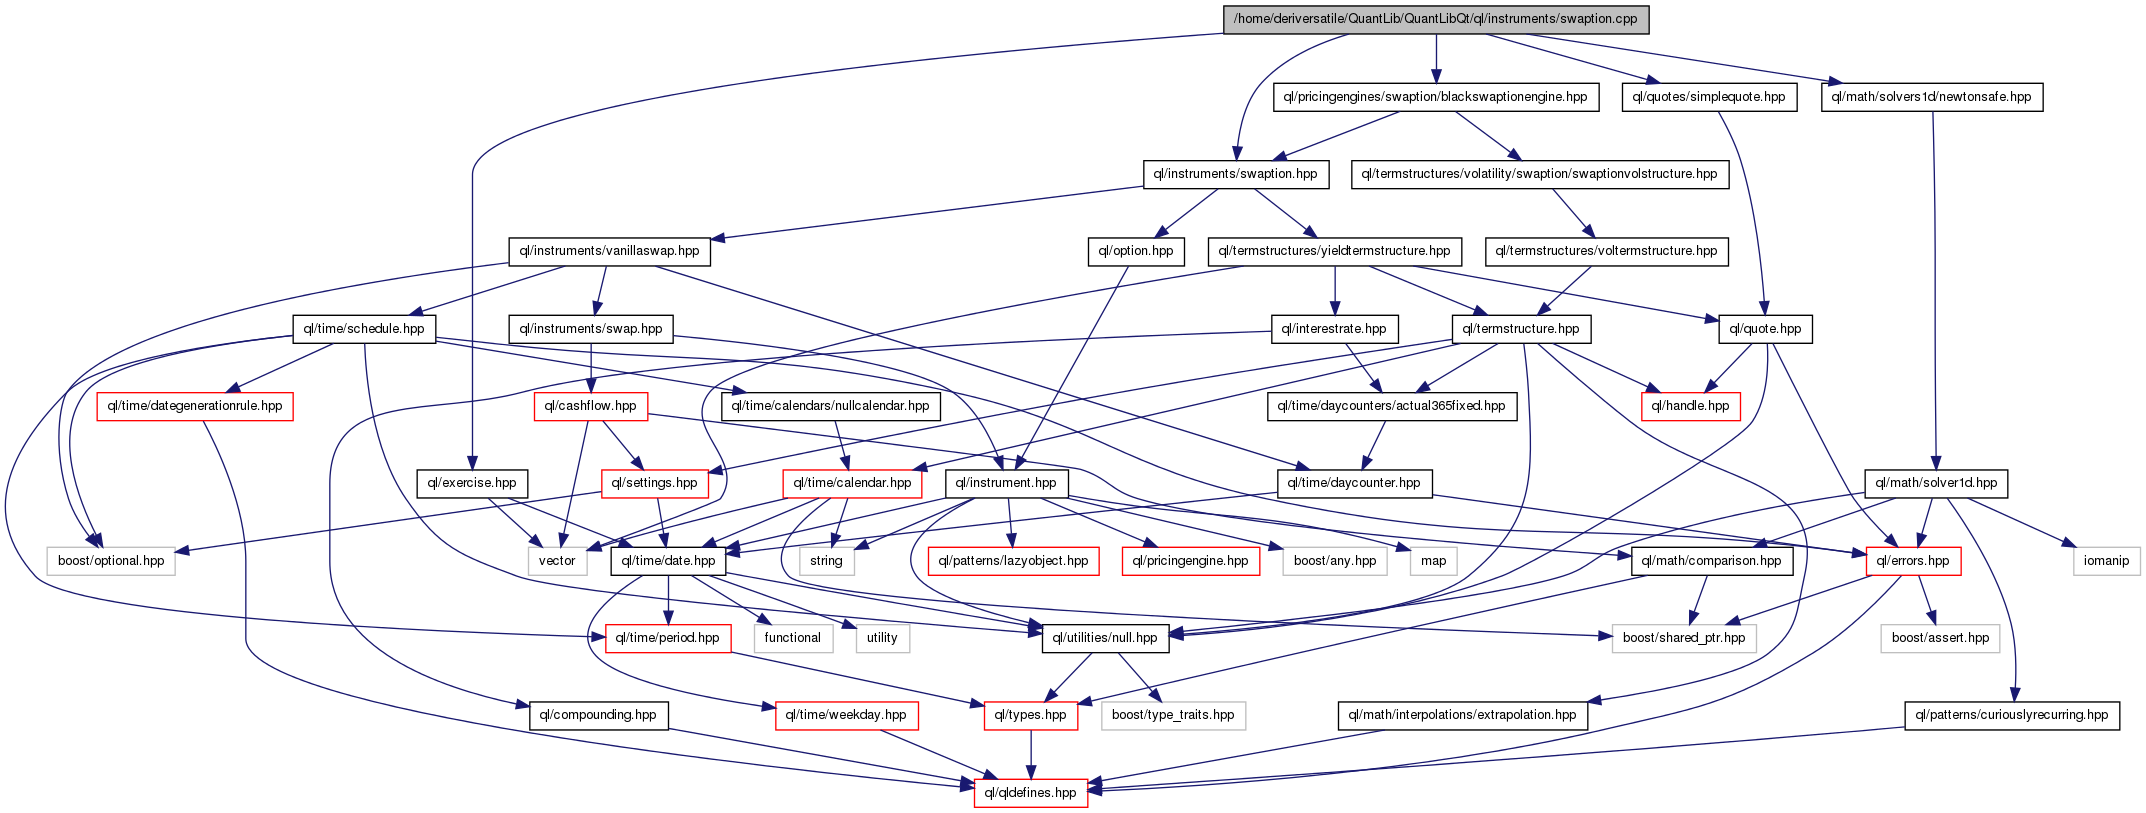 /home/deriversatile/QuantLib/QuantLibQt/ql/instruments/swaption.cpp
ql/pricingengines/swaption/blackswaptionengine.hpp
ql/quotes/simplequote.hpp
ql/math/solvers1d/newtonsafe.hpp
ql/instruments/swaption.hpp
ql/termstructures/volatility/swaption/swaptionvolstructure.hpp
ql/instruments/vanillaswap.hpp
ql/option.hpp
ql/termstructures/yieldtermstructure.hpp
ql/termstructures/voltermstructure.hpp
ql/time/schedule.hpp
ql/instruments/swap.hpp
ql/interestrate.hpp
ql/termstructure.hpp
ql/quote.hpp
ql/time/dategenerationrule.hpp
ql/cashflow.hpp
ql/time/calendars/nullcalendar.hpp
ql/time/daycounters/actual365fixed.hpp
ql/handle.hpp
ql/exercise.hpp
ql/settings.hpp
ql/time/calendar.hpp
ql/instrument.hpp
ql/time/daycounter.hpp
ql/math/solver1d.hpp
boost/optional.hpp
vector
ql/time/date.hpp
string
ql/patterns/lazyobject.hpp
ql/pricingengine.hpp
boost/any.hpp
map
ql/math/comparison.hpp
ql/errors.hpp
iomanip
ql/time/period.hpp
functional
utility
ql/utilities/null.hpp
boost/shared_ptr.hpp
boost/assert.hpp
ql/compounding.hpp
ql/time/weekday.hpp
ql/types.hpp
boost/type_traits.hpp
ql/math/interpolations/extrapolation.hpp
ql/patterns/curiouslyrecurring.hpp
ql/qldefines.hpp